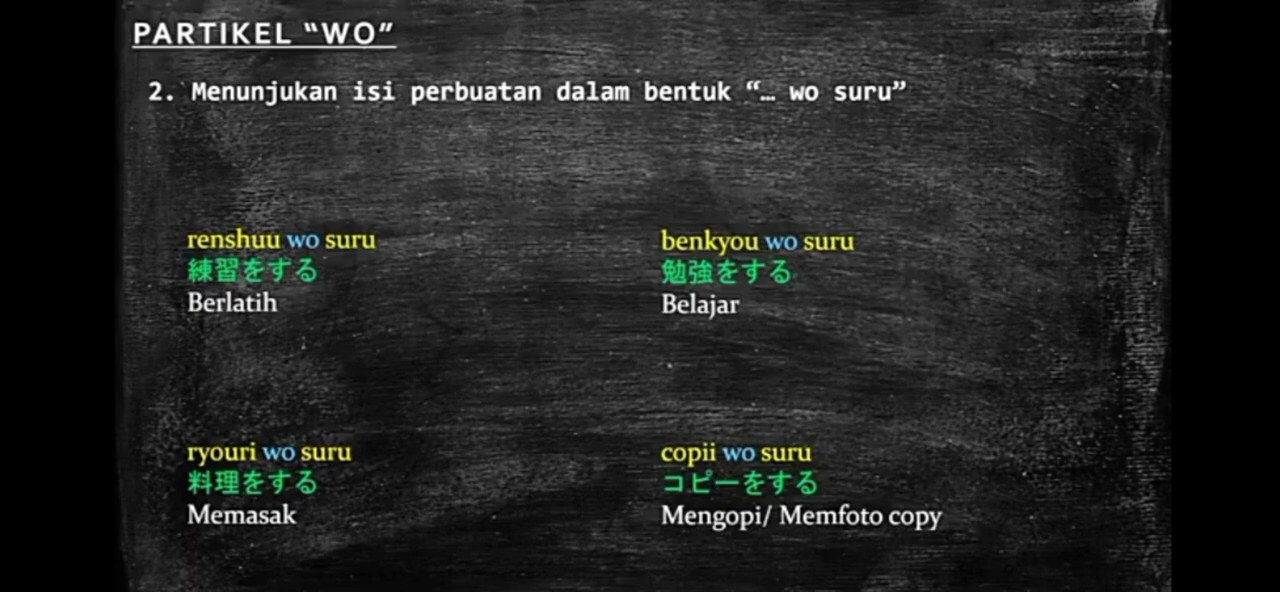 PARTIKEL “WO”
2. Menunjukan isi perbuatan dalam bentuk “… wo suru”
renshuu wo suru
練習をする
Berlatih
benkyou wo suru
勉強をする
Belajar
ryouri wo suru
料理をする
Memasak
copii wo suru
コピーをする
Mengopi/ Memfoto copy